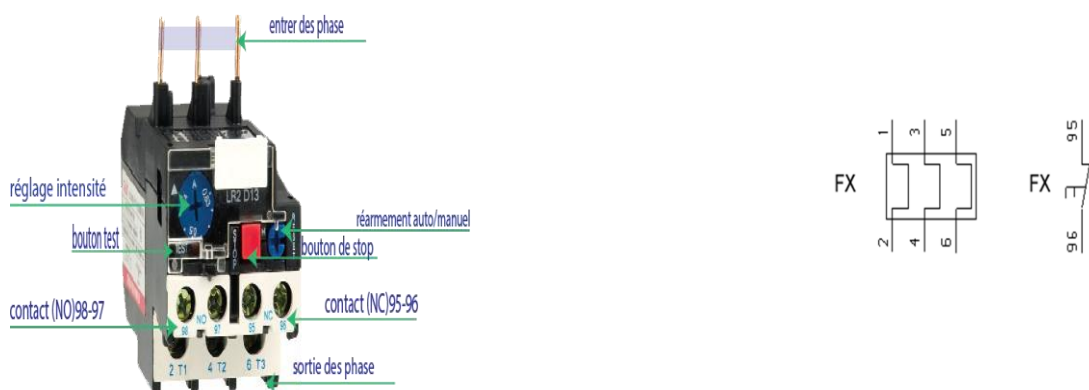 entrer des phase
réglage intensité
LR2 D13
réarmement auto/manuel
bouton test
TEST
STOP
bouton de stop
contact (NO)98-97
contact (NC)95-96
98 NO 97 95 NC 96
2 T1 4 T2 6 T3
sortie des phase
1 3 5
FX
2 4 6
95
FX
96